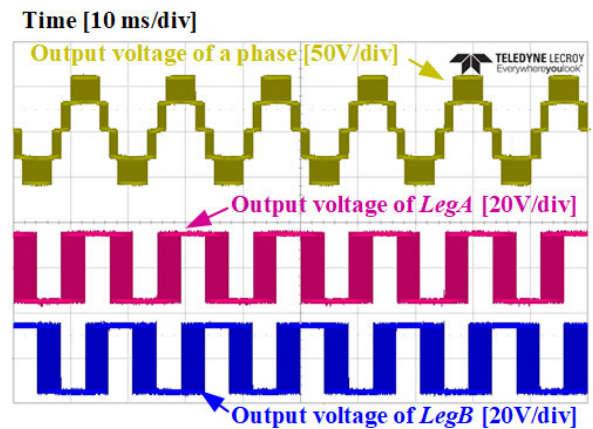 Time [10 ms/div]
Output voltage of a phase [50V/div]
TELEDYNE LECROY
Everywhereyoulook™
Output voltage of LegA [20V/div]
Output voltage of LegB [20V/div]